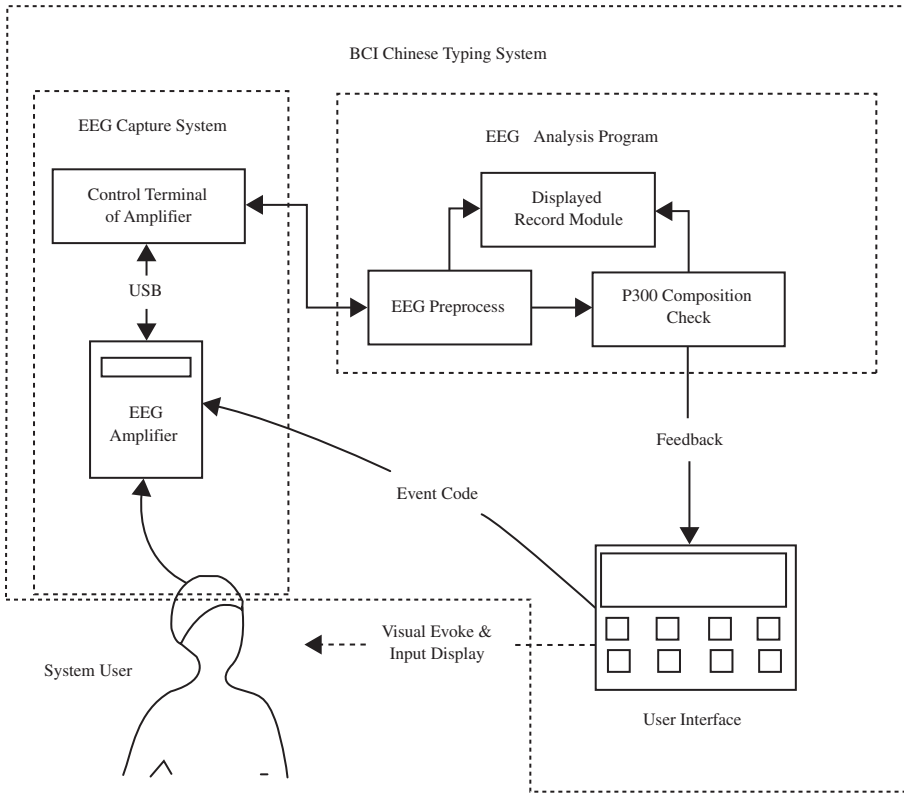 BCI Chinese Typing System
EEG Capture System
Control Terminal
of Amplifier
USB
EEG
Amplifier
EEG Analysis Program
Displayed
Record Module
EEG Preprocess
P300 Composition
Check
Feedback
Event Code
Visual Evoke &
Input Display
System User
User Interface